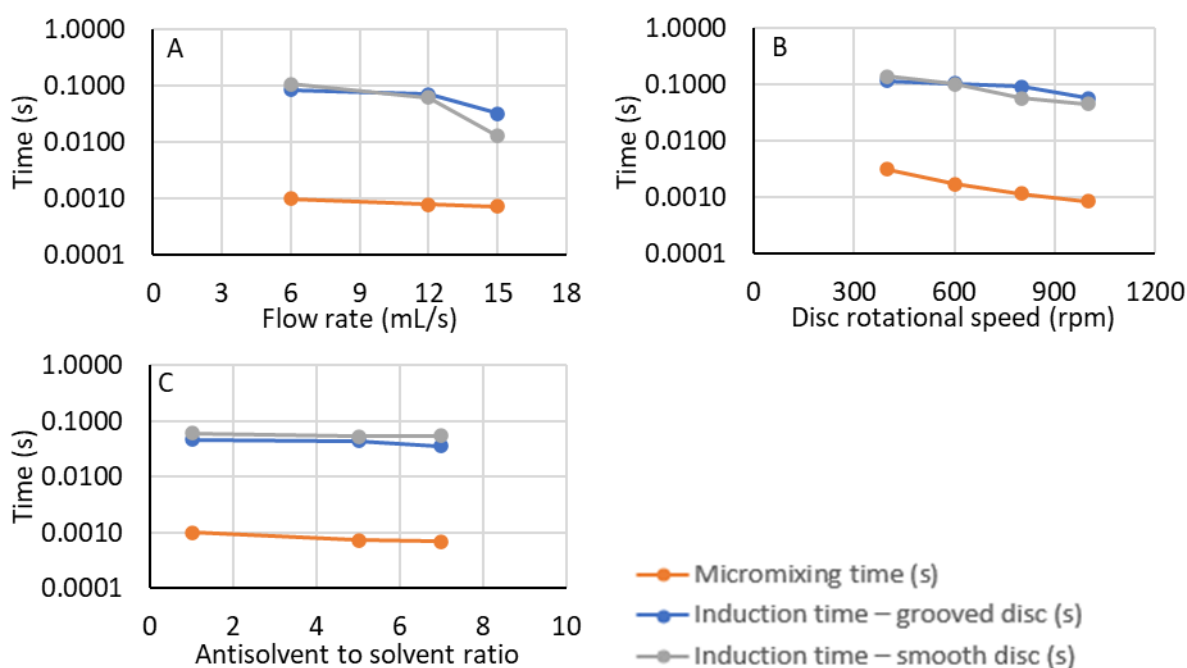 A
1.0000
0.1000
0.0100
0.0010
0.0001
Time (s)
0 3 6 9 12 15 18
Flow rate (mL/s)
B
1.0000
0.1000
0.0100
0.0010
0.0001
Time (s)
0 300 600 900 1200
Disc rotational speed (rpm)
C
1.0000
0.1000
0.0100
0.0010
0.0001
Time (s)
0 2 4 6 8 10
Antisolvent to solvent ratio
Micromixing time (s)
Induction time – grooved disc (s)
Induction time – smooth disc (s)